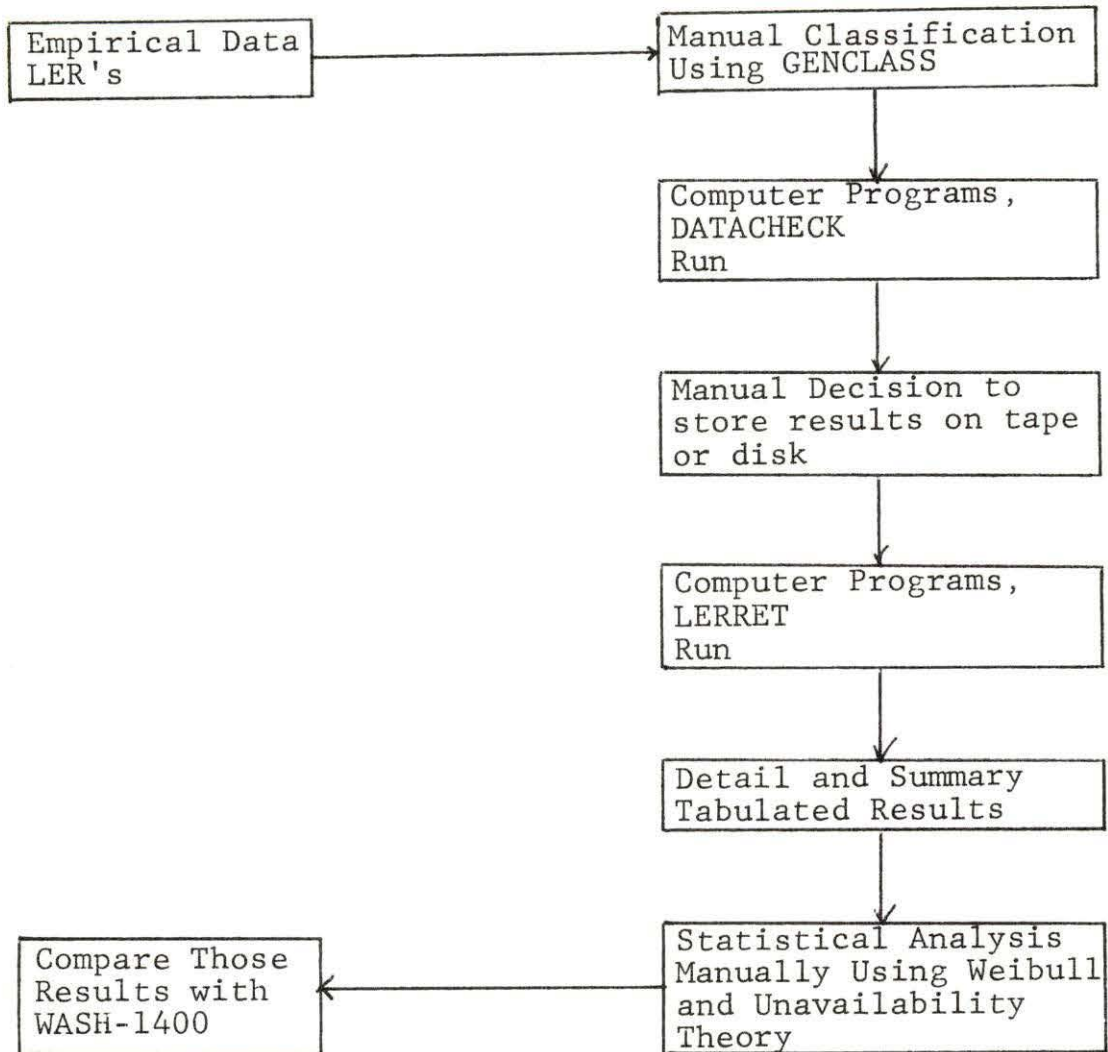 Empirical Data
LER's
Manual Classification
Using GENCLASS
Computer Programs,
DATACHECK
Run
Manual Decision to
store results on tape
or disk
Computer Programs,
LERRET
Run
Detail and Summary
Tabulated Results
Statistical Analysis
Manually Using Weibull
and Unavailability
Theory
Compare Those
Results with
WASH-1400